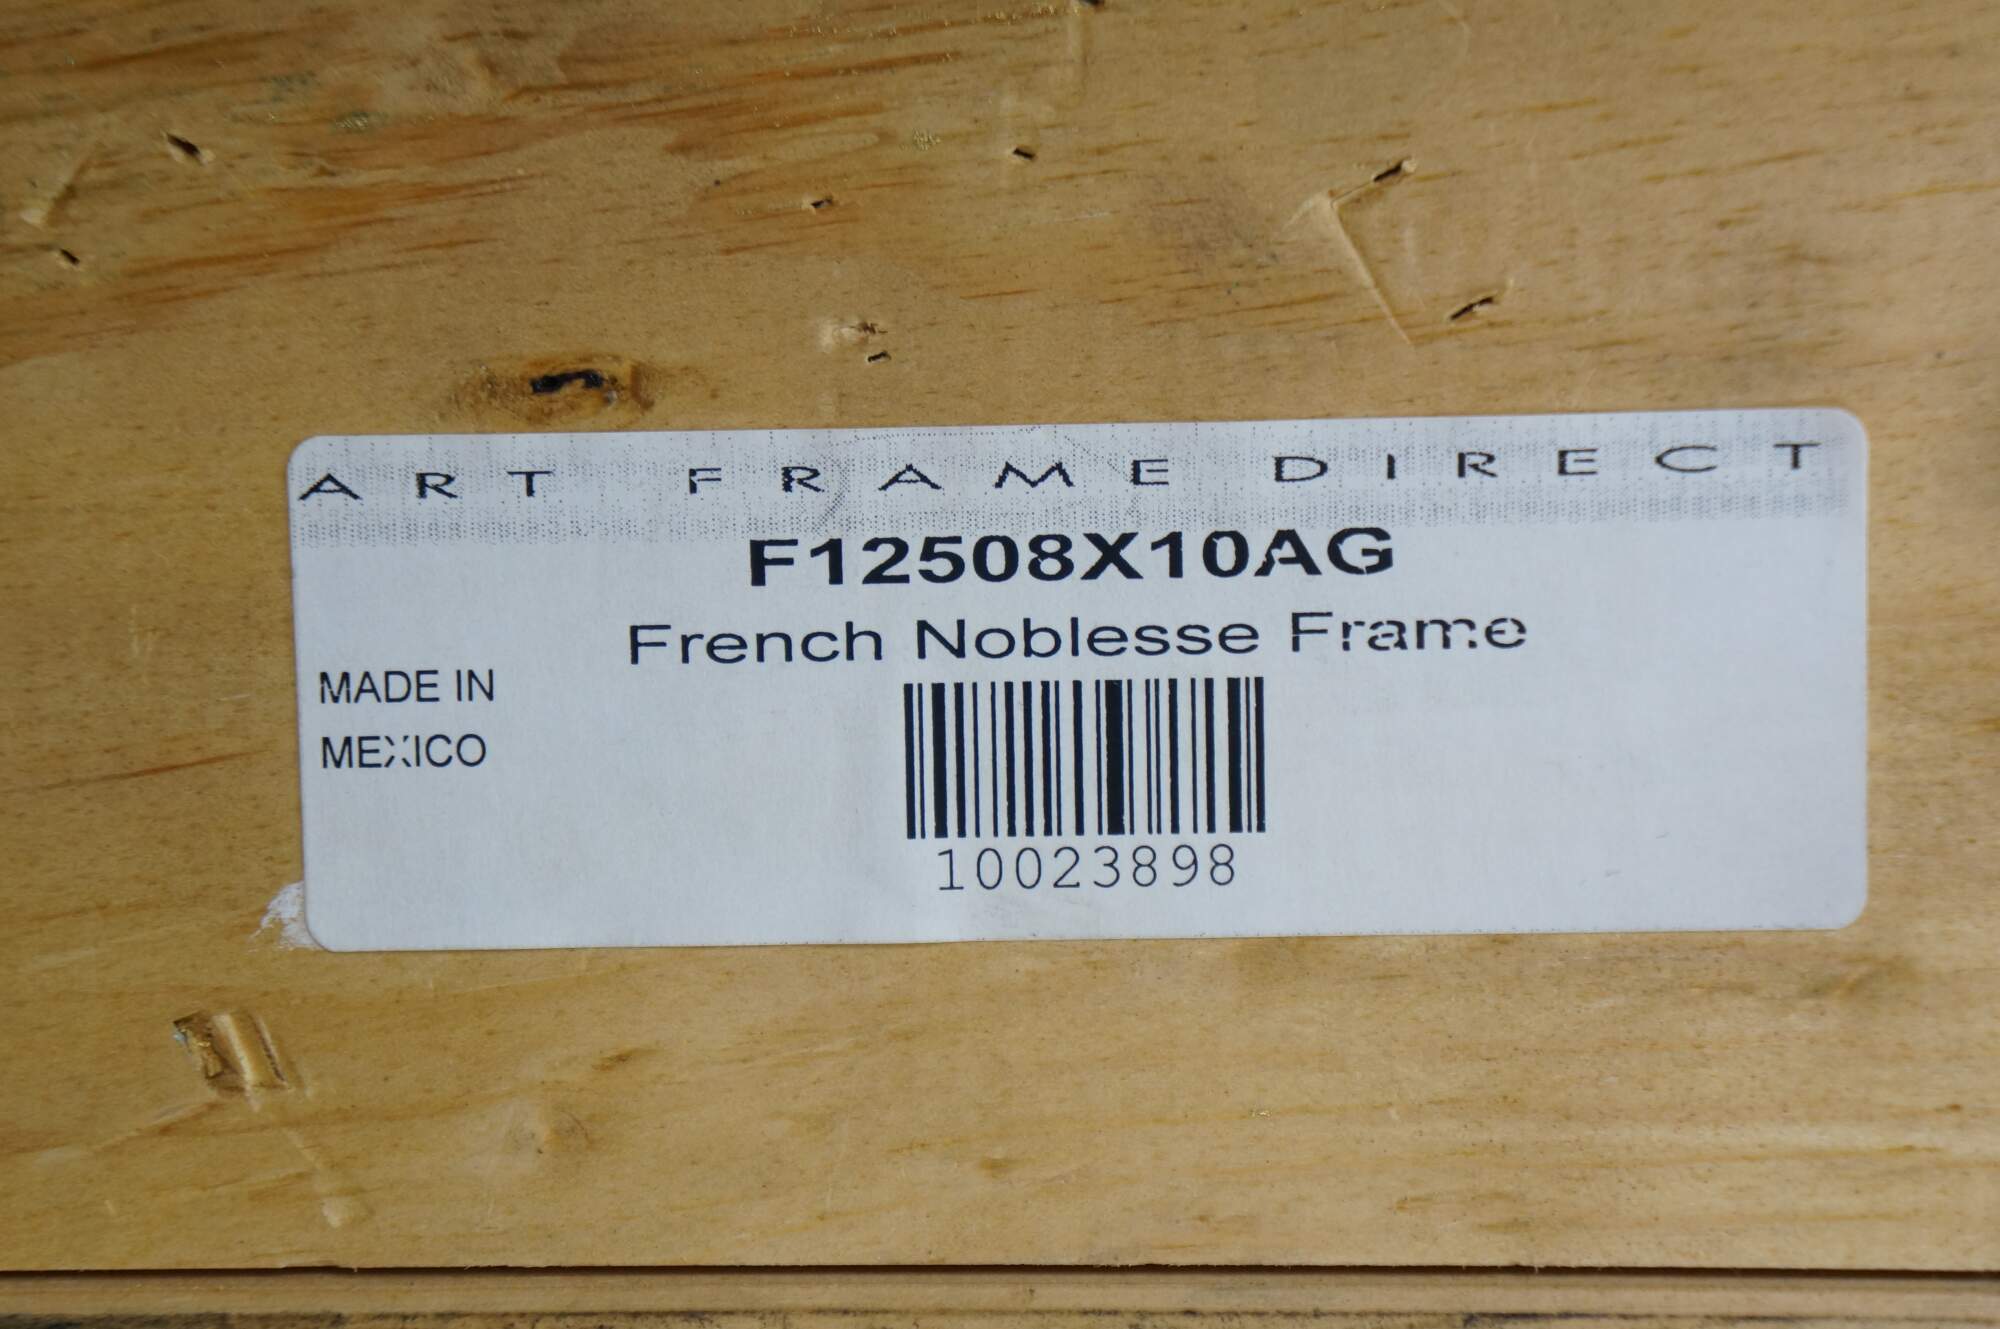 ART FRAME DIRECT
F12508X10AG
French Noblesse Frame
MADE IN
MEXICO
10023898